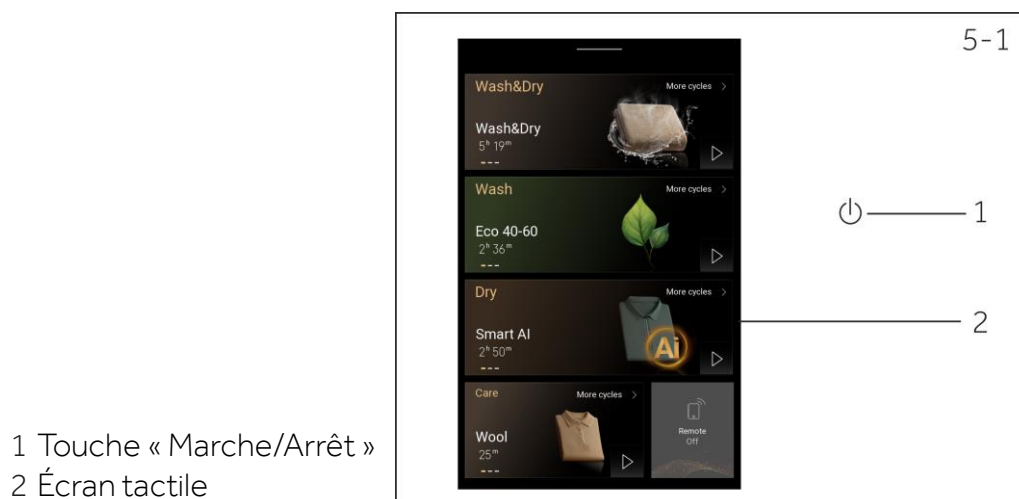 5-1
Wash&Dry More cycles >
Wash&Dry
5h 19m
Wash More cycles >
Eco 40-60
2h 36m
Dry More cycles >
Smart AI
2h 50m
Ai
Care More cycles >
Wool
25m
Remote
Off
1
2
1 Touche « Marche/Arrêt »
2 Écran tactile